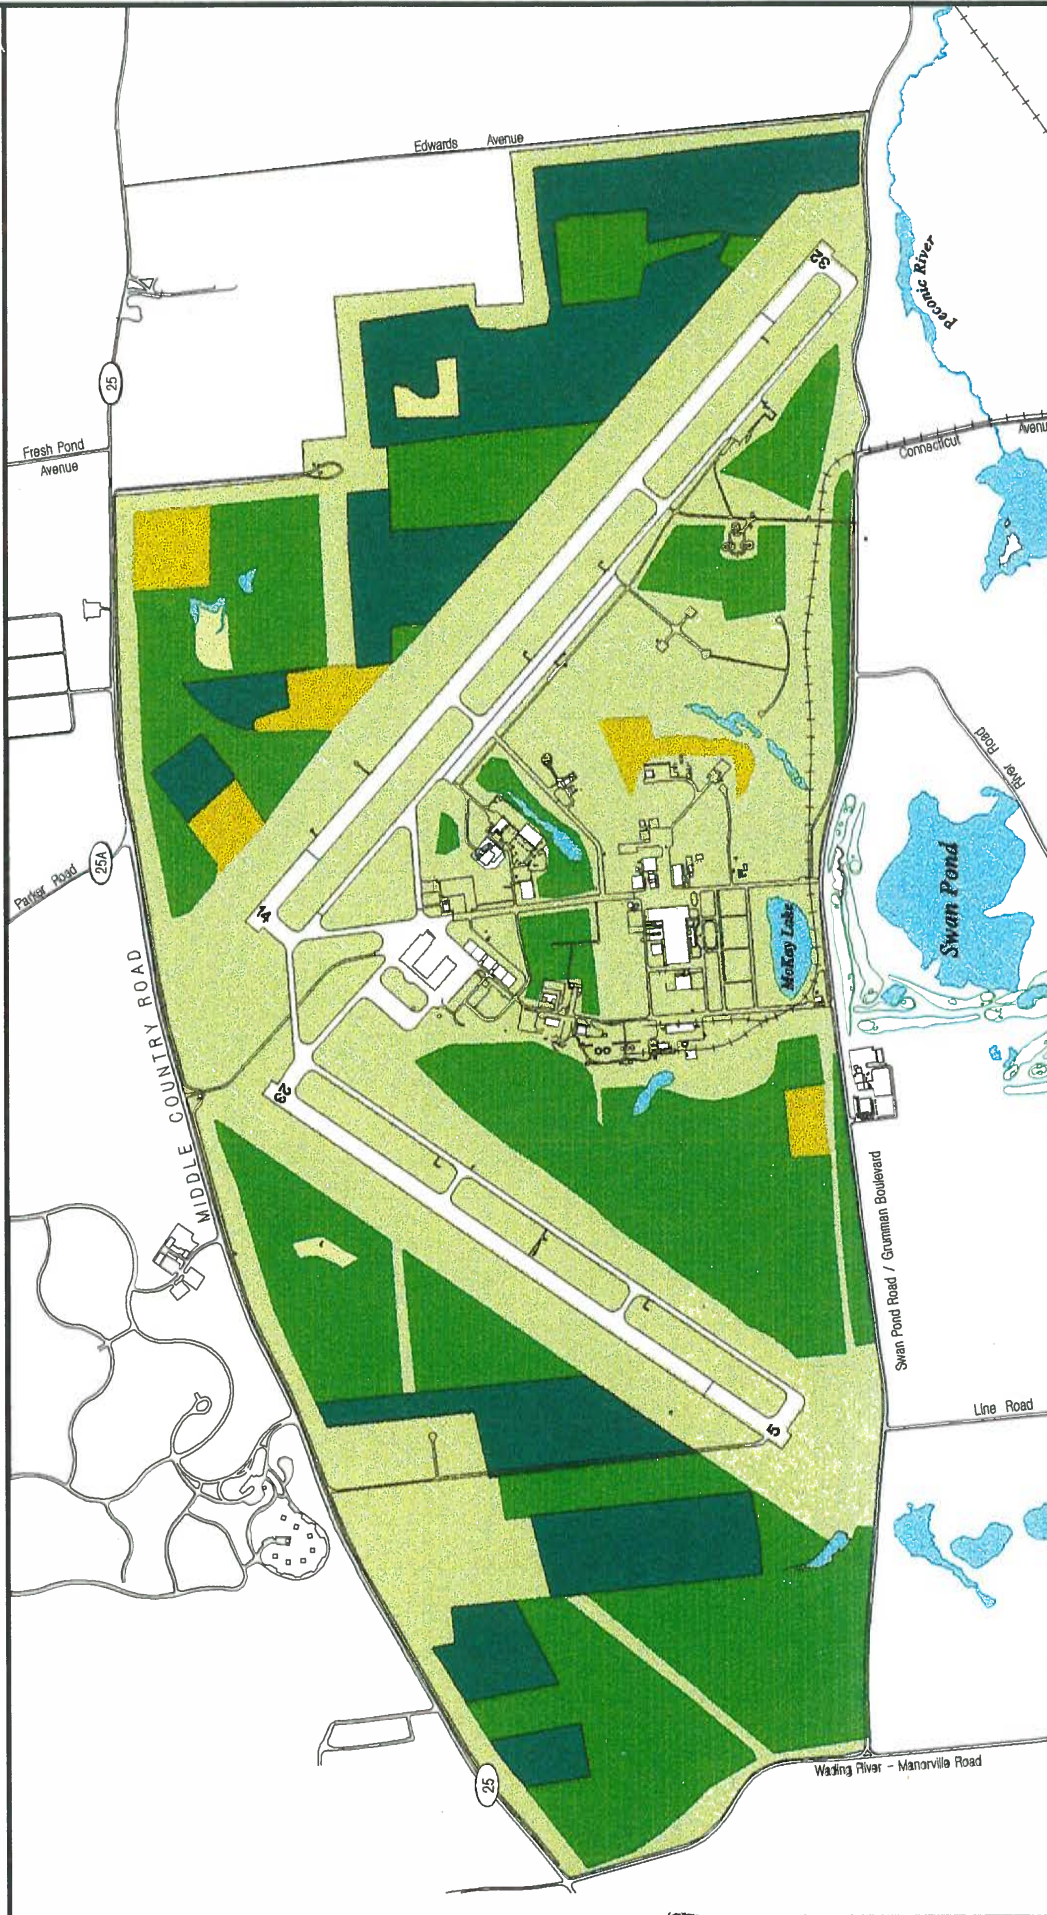 Edwards Avenue
32
Peconic River
25
Fresh Pond
Avenue
Connecticut Avenu
River Road
25A
Parker Road
14
Swan Pond
McKay Lake
MIDDLE COUNTRY ROAD
23
Swan Pond Road / Grumman Boulevard
Line Road
5
Wading River - Manorville Road
25